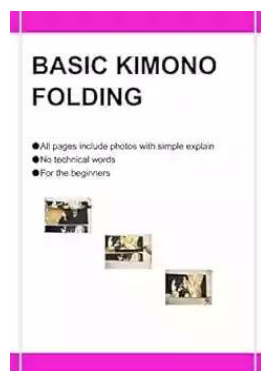 BASIC KIMONO
FOLDING
●All pages include photos with simple explain
●No technical words
●For the beginners